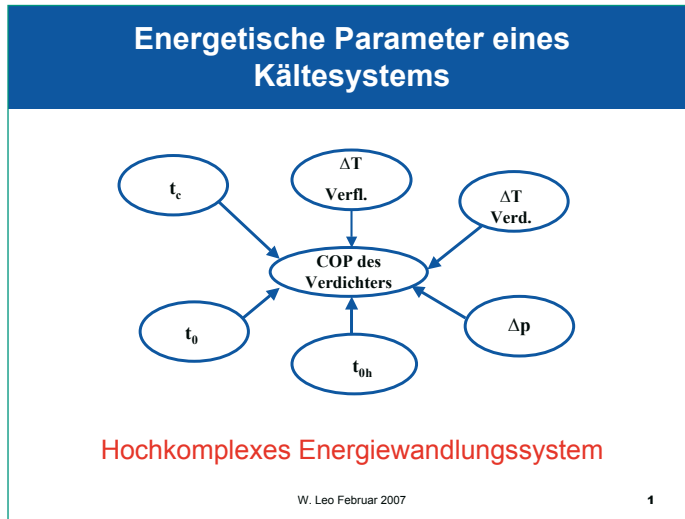 Energetische Parameter eines
Kältesystems
t_c
ΔT
Verfl.
ΔT
Verd.
COP des
Verdichters
t_0
t_0h
Δp
Hochkomplexes Energiewandlungssystem
W. Leo Februar 2007
1